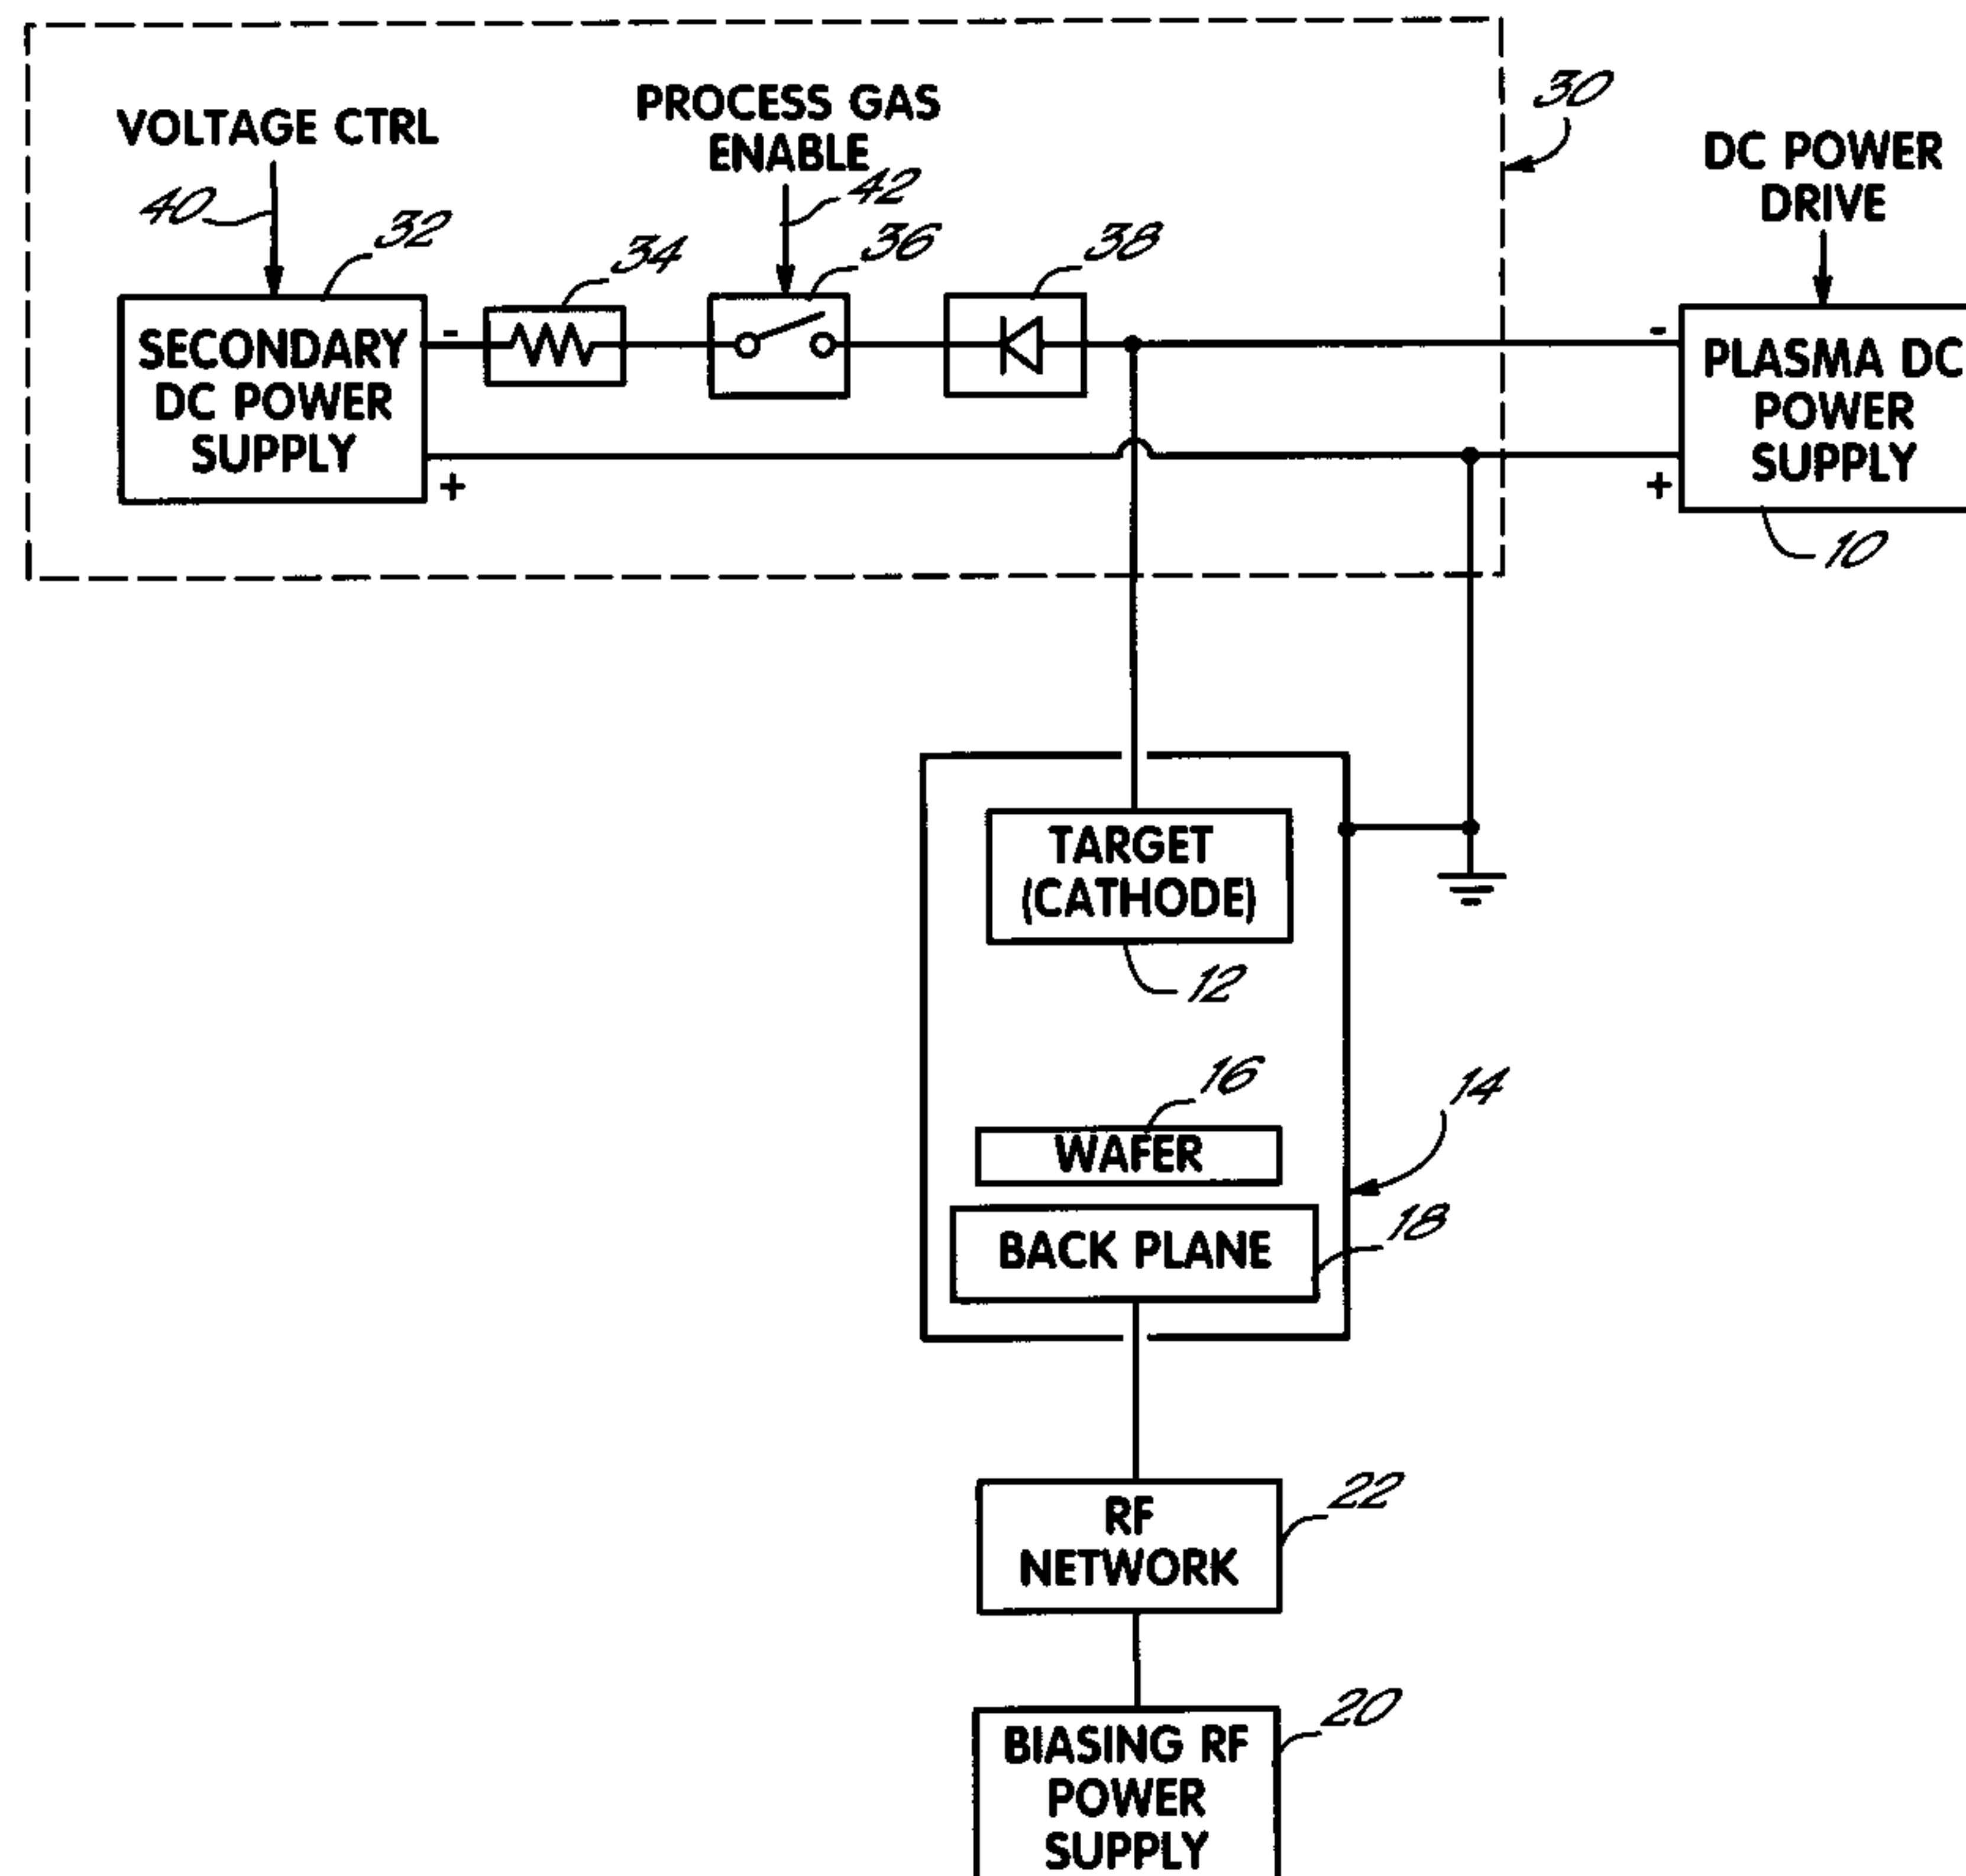 VOLTAGE CTRL
PROCESS GAS
ENABLE
30
DC POWER
DRIVE
40
32
34
42
36
38
SECONDARY
DC POWER
SUPPLY
-
+
-
+
PLASMA DC
POWER
SUPPLY
10
TARGET
(CATHODE)
12
16
WAFER
14
18
BACK PLANE
22
RF
NETWORK
20
BIASING RF
POWER
SUPPLY